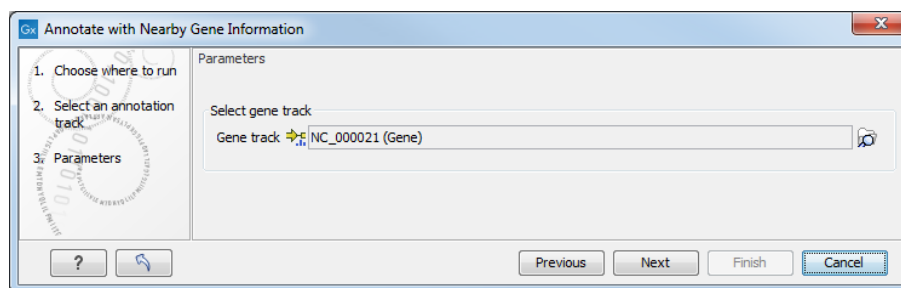 Gx Annotate with Nearby Gene Information
1. Choose where to run
2. Select an annotation
track
3. Parameters
Parameters
Select gene track
Gene track NC_000021 (Gene)
? Previous Next Finish Cancel